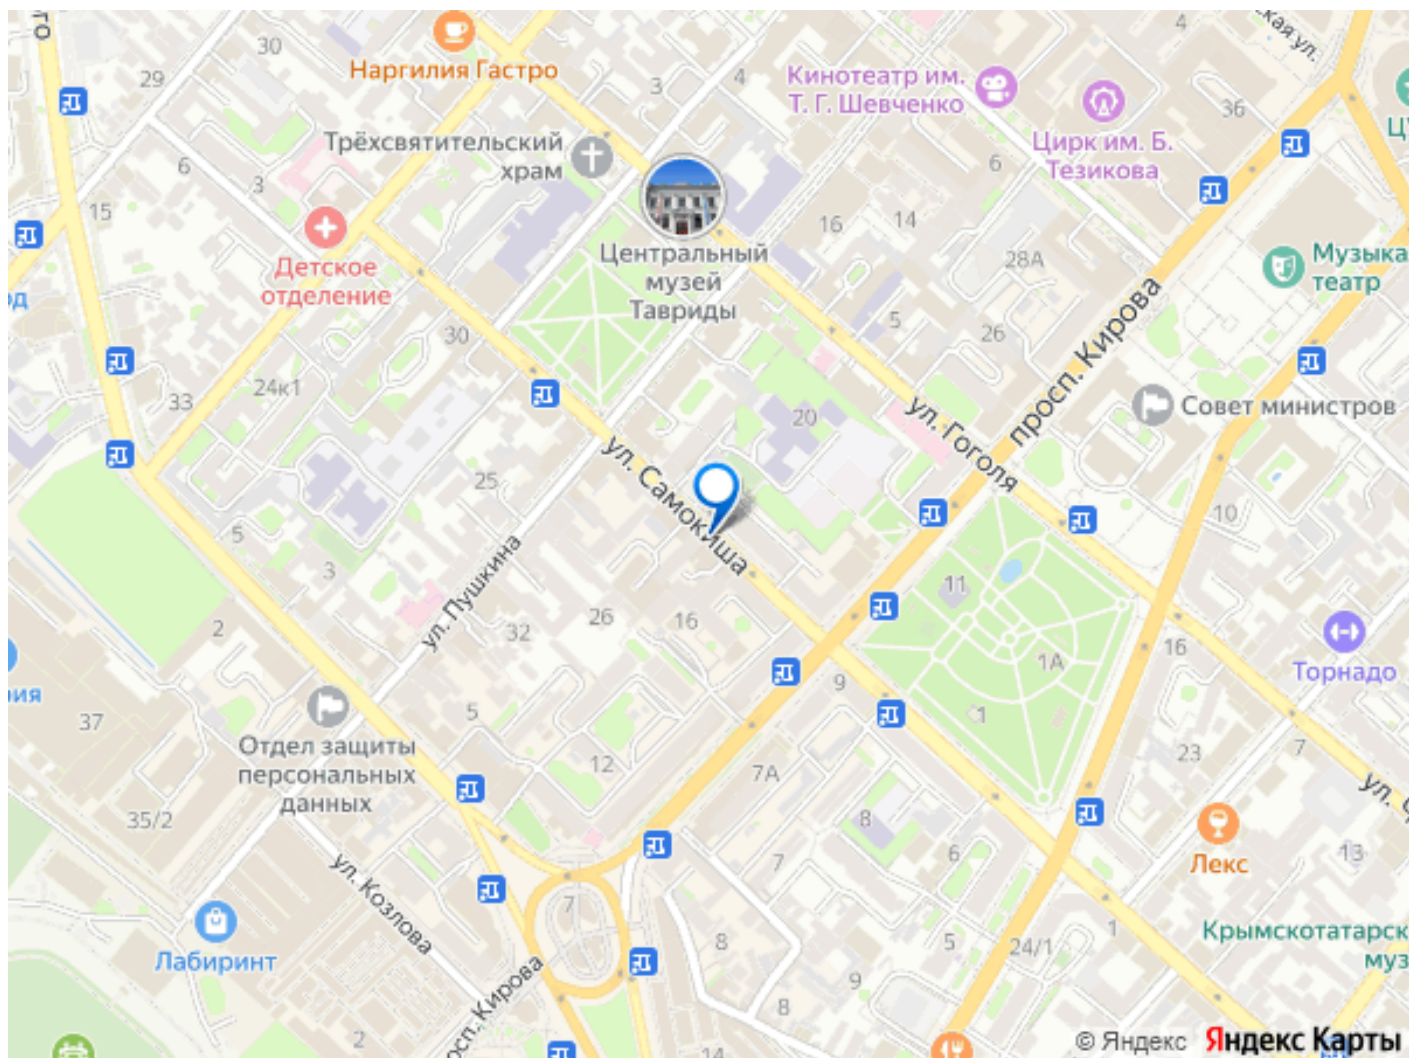 30
Наргилия Гастро
29
3
4
Кинотеатр им.
Т. Г. Шевченко
4
36
Цирк им. Б.
Тезикова
Трёхсвятительский
храм
6
3
6
15
Детское
отделение
Центральный
музей
Тавриды
16
14
28А
Музыка
театр
5
26
30
24к1
33
20
ул. Гоголя
просп. Кирова
Совет министров
ул. Самокиша
25
5
3
10
ул. Пушкина
11
2
32
26
16
1А
16
Торнадо
ия
37
9
1
5
Отдел защиты
персональных
данных
12
7А
23
7
35/2
8
7
6
13
Лекс
ул. Козлова
7
Лабиринт
8
5
24/1
1
Крымскотатарск
муз
9
8
2
14
© Яндекс Яндекс Карты